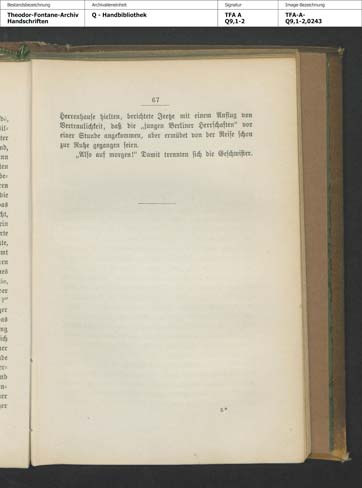 Bestandsbezeichnung
Theodor-Fontane-Archiv
Handschriften
Archivalieneinheit
Q - Handbibliothek
Signatur
TFA A
Q9,1-2
Image-Bezeichnung
TFA-A-
Q9,1-2,0243
67
Herrenhause hielten, berichtete Jeetze mit einem Anflug von
Vertraulichkeit, daß die „jungen Berliner Herrschaften" vor
einer Stunde angekommen, aber ermüdet von der Reise schon
zur Ruhe gegangen seien.
„Also auf morgen!" Damit trennten sich die Geschwister.
5*